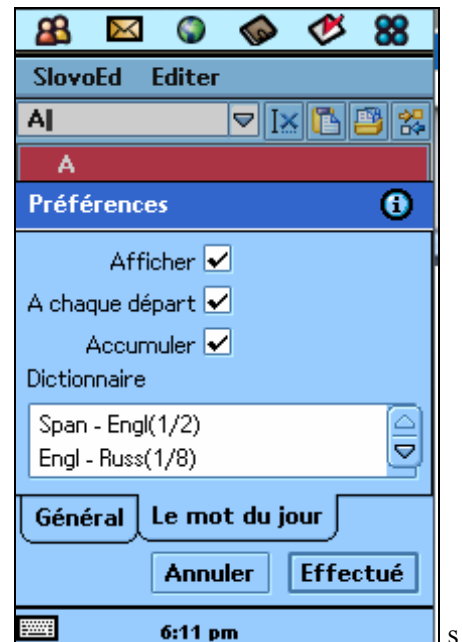 SlovoEd Editer
A
A
Préférences
Afficher
A chaque départ
Accumuler
Dictionnaire
Span - Engl(1/2)
Engl - Russ(1/8)
Général Le mot du jour
Annuler Effectué
6:11 pm
s